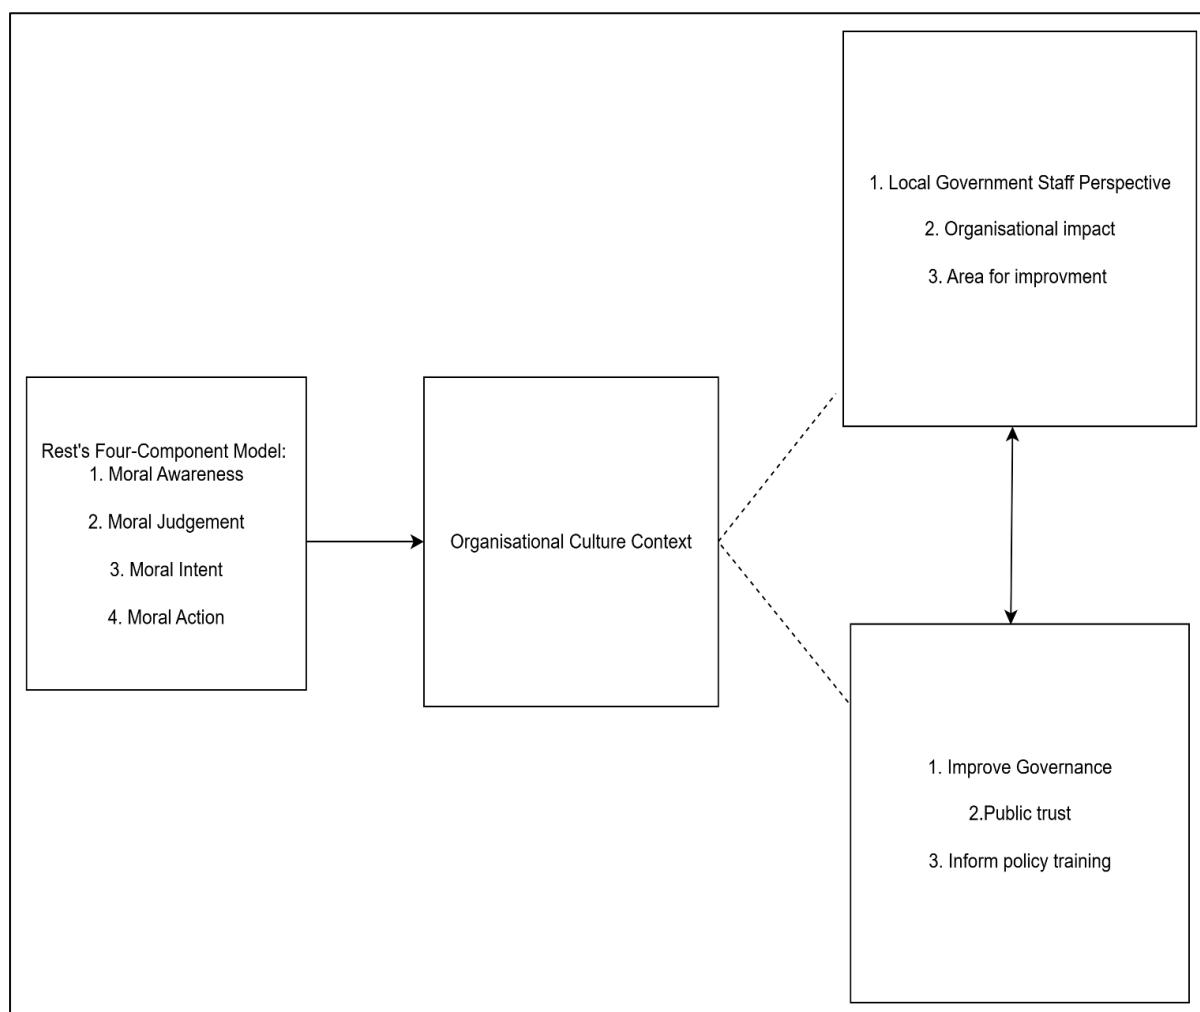 Rest's Four-Component Model:
1. Moral Awareness
2. Moral Judgement
3. Moral Intent
4. Moral Action
Organisational Culture Context
1. Local Government Staff Perspective
2. Organisational impact
3. Area for improvment
1. Improve Governance
2.Public trust
3. Inform policy training